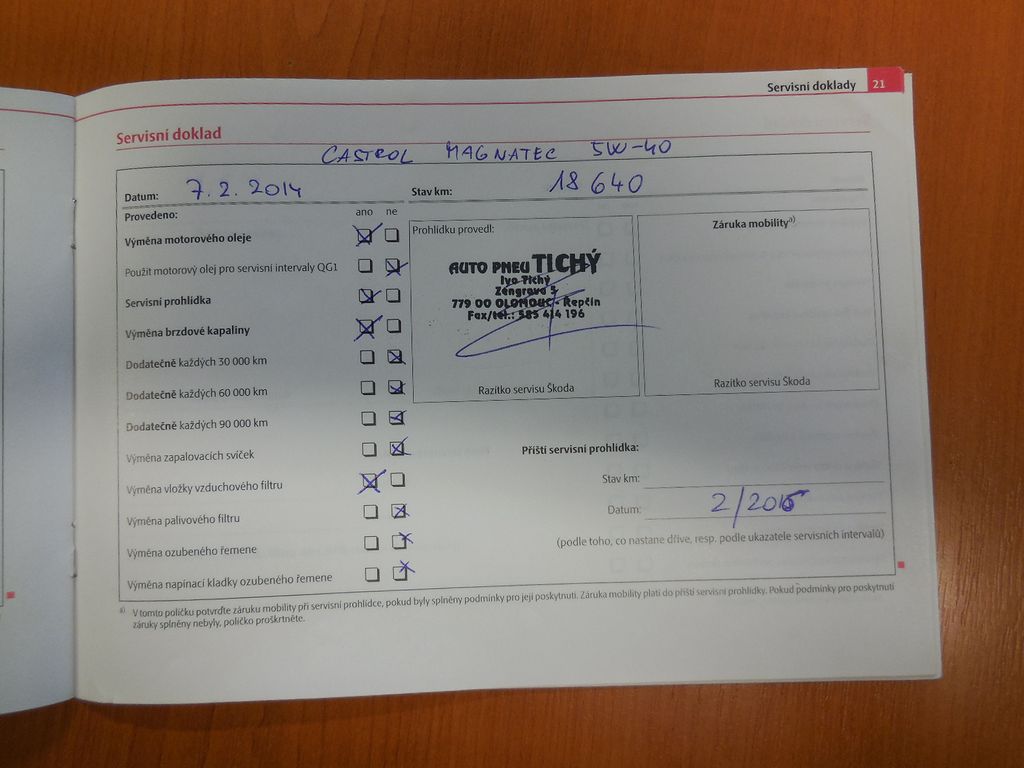 Servisní doklady 21
Servisní doklad
CASTROL MAGNATEC 5W-40
Datum: 7. 2. 2014 Stav km: 18 640
Provedeno: ano ne
Výměna motorového oleje
Použit motorový olej pro servisní intervaly QG1
Servisní prohlídka
Výměna brzdové kapaliny
Dodatečně každých 30 000 km
Dodatečně každých 60 000 km
Dodatečně každých 90 000 km
Výměna zapalovacích svíček
Výměna vložky vzduchového filtru
Výměna palivového filtru
Výměna ozubeného řemene
Výměna napínací kladky ozubeného řemene
Prohlídku provedl:
AUTO PNEU TICHÝ
Ivo Tichý
Zengrova 5
779 00 OLOMOUC - Řepčín
Fax/tel.: 585 414 196
Razítko servisu Škoda
Záruka mobility a)
Razítko servisu Škoda
Příští servisní prohlídka:
Stav km:
Datum: 2/2015
(podle toho, co nastane dříve, resp. podle ukazatele servisních intervalů)
a) V tomto políčku potvrďte záruku mobility při servisní prohlídce, pokud byly splněny podmínky pro její poskytnutí. Záruka mobility platí do příští servisní prohlídky. Pokud podmínky pro poskytnutí
záruky splněny nebyly, políčko proškrtněte.